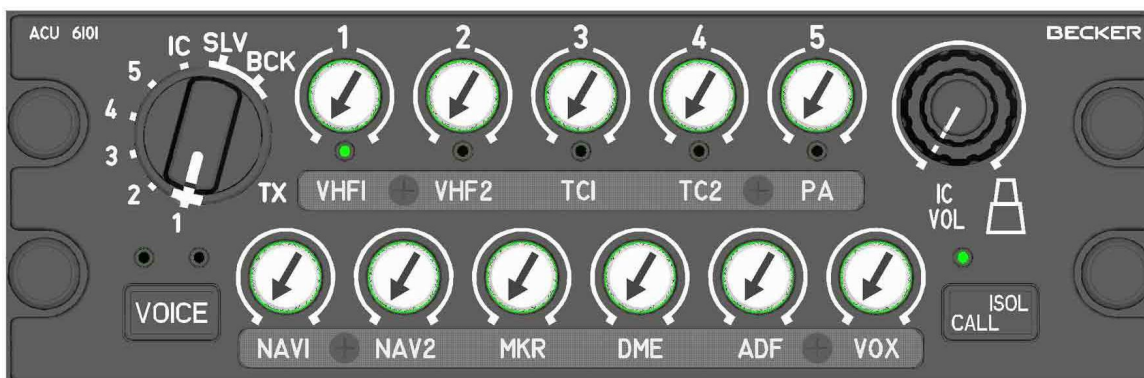 ACU 6101
BECKER
IC SLV BCK
5
4
3
2
1
TX
1 2 3 4 5
VHF1 VHF2 TC1 TC2 PA
IC
VOL
VOICE
NAV1 NAV2 MKR DME ADF VOX
ISOL
CALL